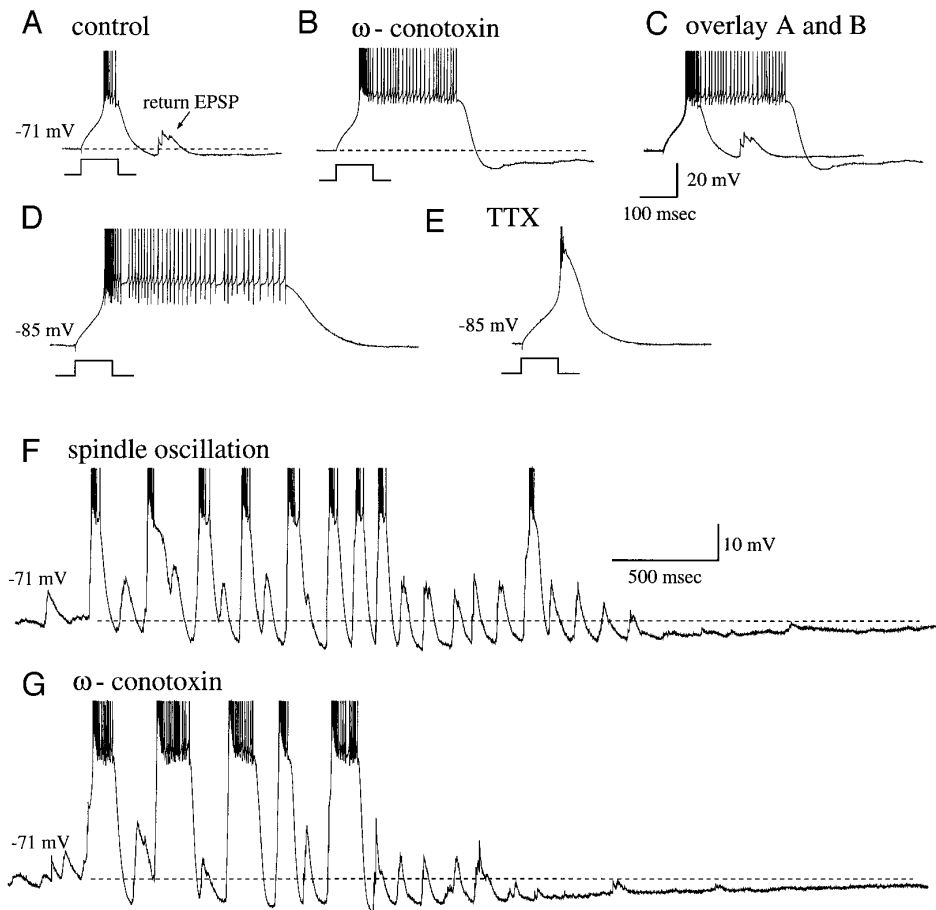 A control
B ω - conotoxin
C overlay A and B
return EPSP
-71 mV
20 mV
100 msec
D
E TTX
-85 mV
-85 mV
F spindle oscillation
-71 mV
10 mV
500 msec
G ω - conotoxin
-71 mV